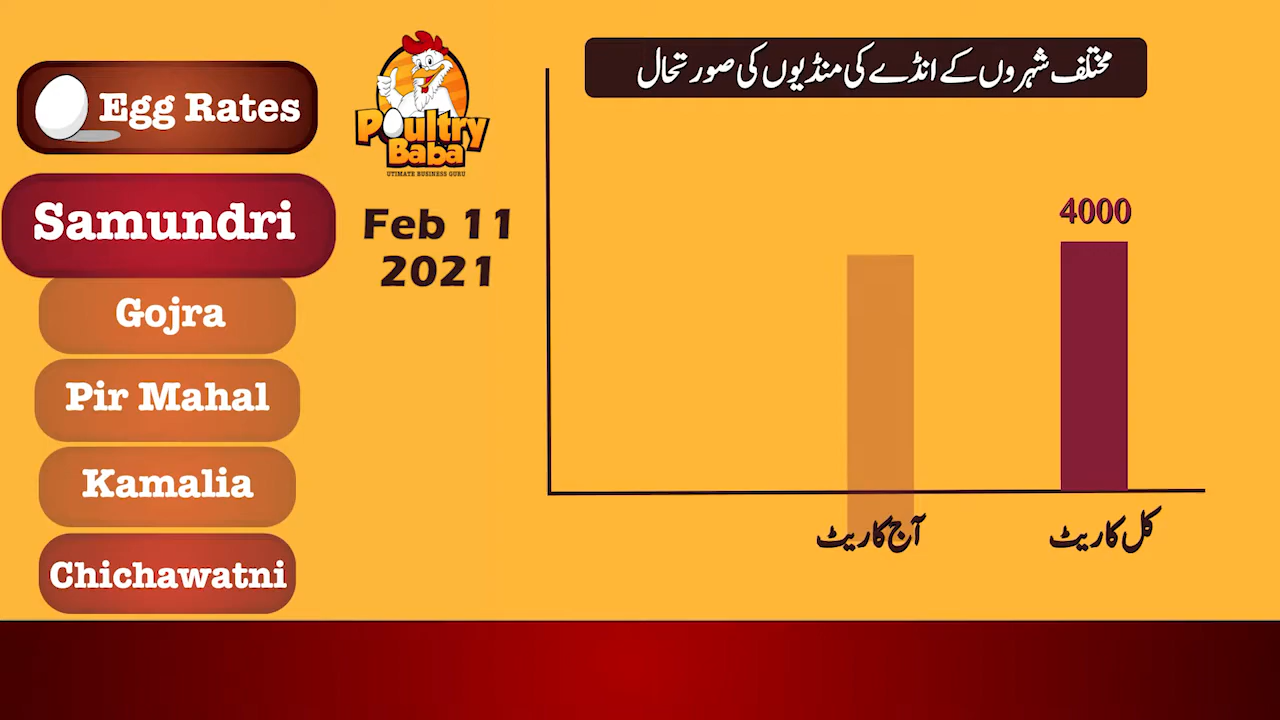 Egg Rates
Samundri
Gojra
Pir Mahal
Kamalia
Chichawatni
Poultry
Baba
UTIMATE BUSINESS GURU
Feb 11
2021
مختلف شہروں کے انڈے کی منڈیوں کی صورتحال
4000
آج کا ریٹ
کل کا ریٹ